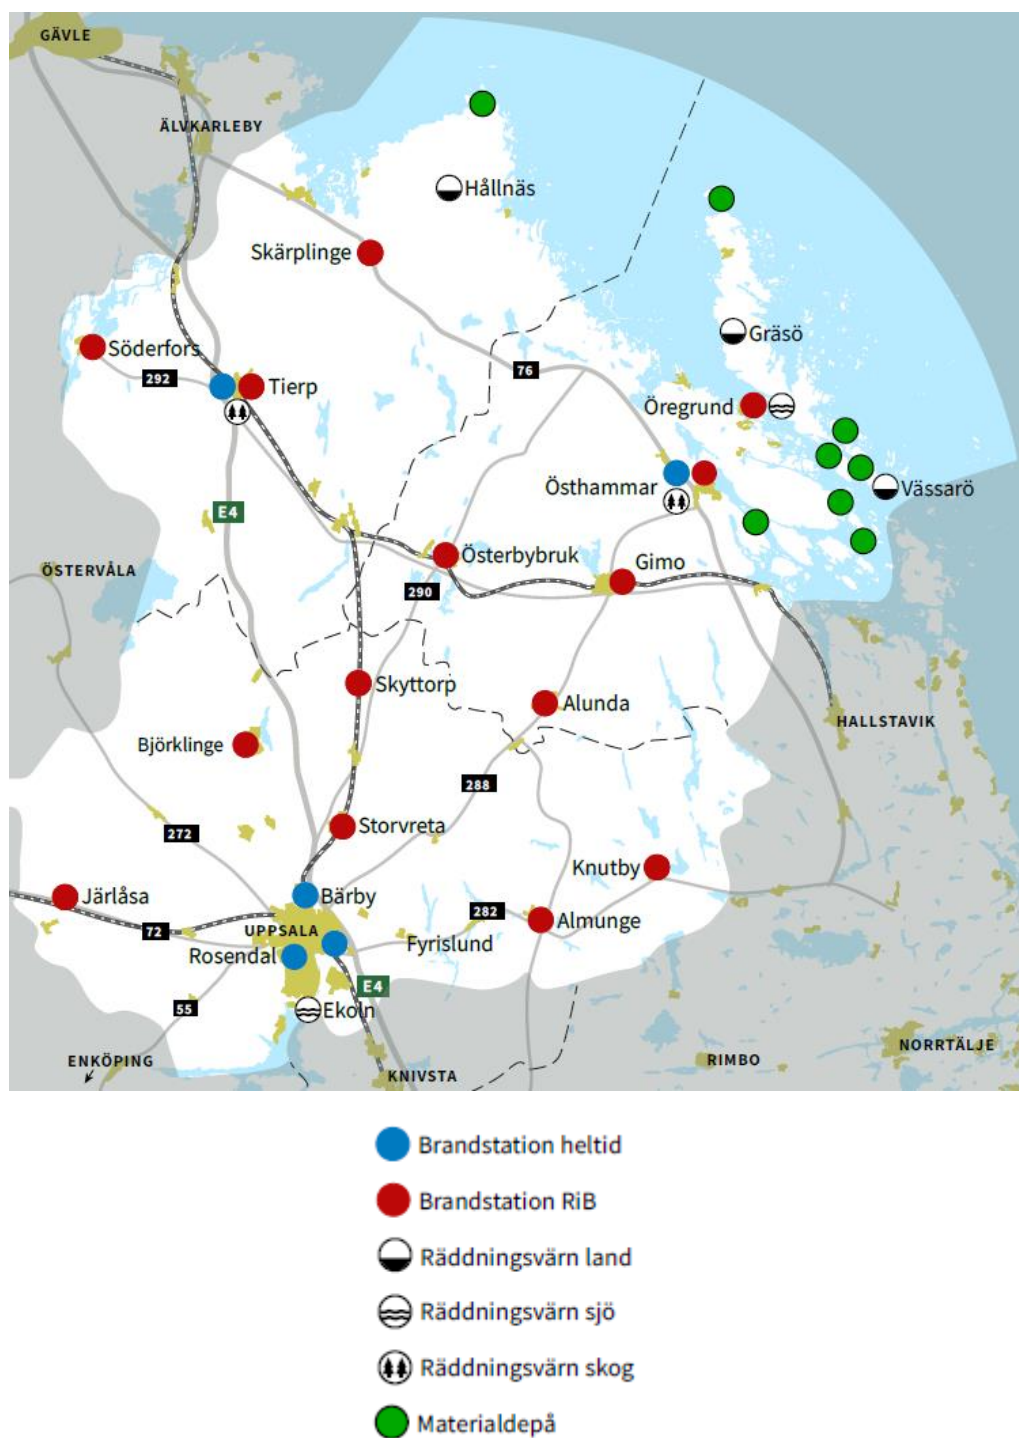 GÄVLE
ÄLVKARLEBY
Hållnäs
Skärplinge
Gräsö
Söderfors
292
76
Tierp
Öregrund
Östhammar
Vässarö
E4
Österbybruk
Gimo
ÖSTERVÅLA
290
Skyttorp
Alunda
HALLSTAVIK
Björklinge
288
272
Storvreta
Knutby
Järlåsa
Bärby
282
Almunge
72
UPPSALA
Fyrislund
Rosendal
E4
55
Ekoln
NORRTÄLJE
ENKÖPING
RIMBO
KNIVSTA
Brandstation heltid
Brandstation RiB
Räddningsvärn land
Räddningsvärn sjö
Räddningsvärn skog
Materialdepå